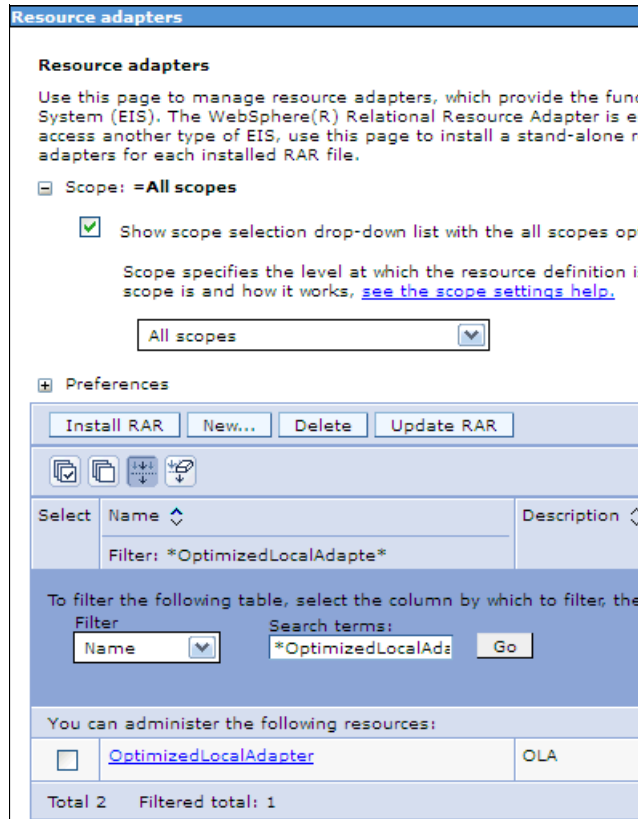 Resource adapters
Resource adapters
Use this page to manage resource adapters, which provide the
System (EIS). The WebSphere(R) Relational Resource Adapter is
access another type of EIS, use this page to install a stand-alone
adapters for each installed RAR file.
Scope: =All scopes
Show scope selection drop-down list with the all scopes
Scope specifies the level at which the resource definition
scope is and how it works, see the scope settings help.
All scopes
Preferences
Install RAR New... Delete Update RAR
Select Name Description
Filter: *OptimizedLocalAdapte*
To filter the following table, select the column by which to filter,
Filter Search terms:
Name *OptimizedLocalAda Go
You can administer the following resources:
OptimizedLocalAdapter OLA
Total 2 Filtered total: 1